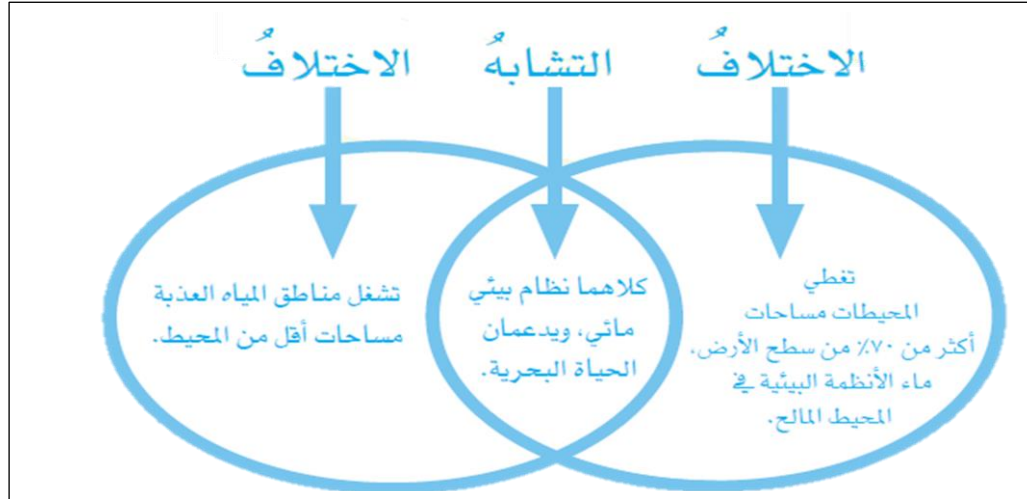 الاختلافُ
التشابهُ
الاختلافُ
تغطي
المحيطات مساحات
أكثر من ٧٠٪ من سطح الأرض.
ماء الأنظمة البيئية في
المحيط المالح.
كلاهما نظام بيئي
مائي، ويدعمان
الحياة البحرية.
تشغل مناطق المياه العذبة
مساحات أقل من المحيط.